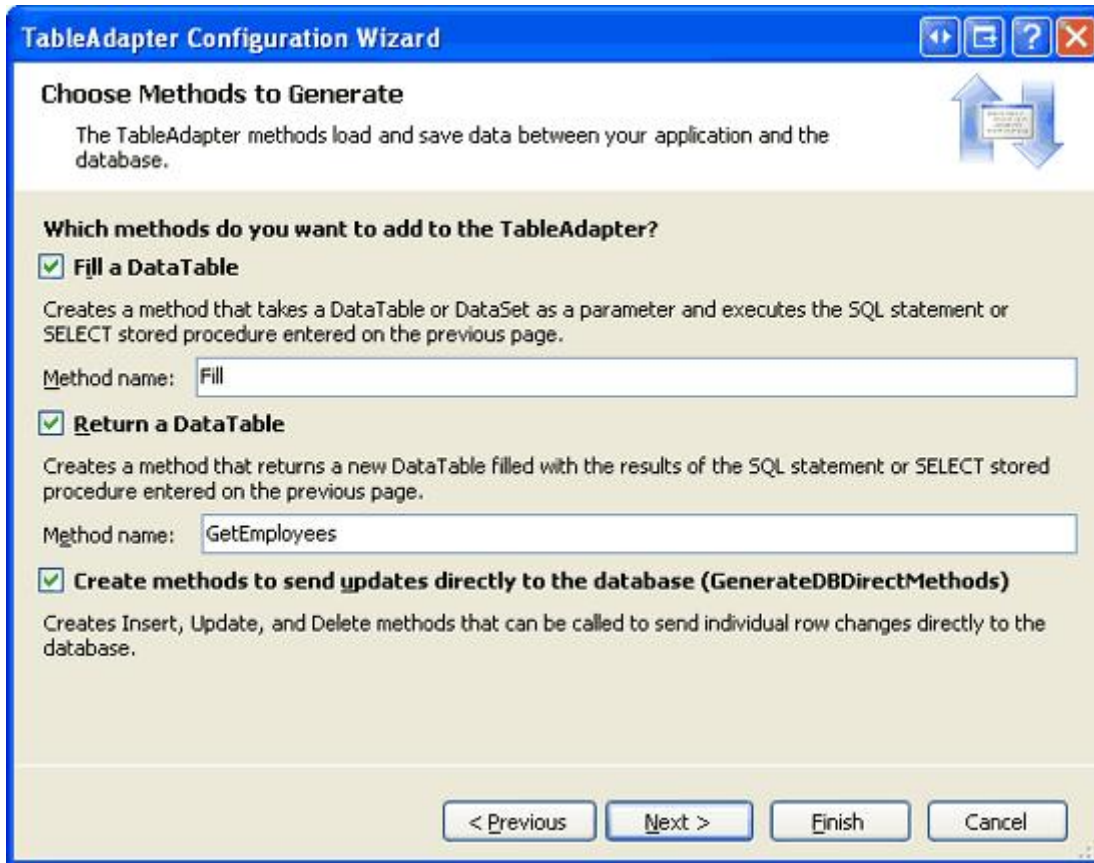 TableAdapter Configuration Wizard
Choose Methods to Generate
The TableAdapter methods load and save data between your application and the
database.
Which methods do you want to add to the TableAdapter?
Fill a DataTable
Creates a method that takes a DataTable or DataSet as a parameter and executes the SQL statement or
SELECT stored procedure entered on the previous page.
Method name: Fill
Return a DataTable
Creates a method that returns a new DataTable filled with the results of the SQL statement or SELECT stored
procedure entered on the previous page.
Method name: GetEmployees
Create methods to send updates directly to the database (GenerateDBDirectMethods)
Creates Insert, Update, and Delete methods that can be called to send individual row changes directly to the
database.
< Previous Next > Finish Cancel